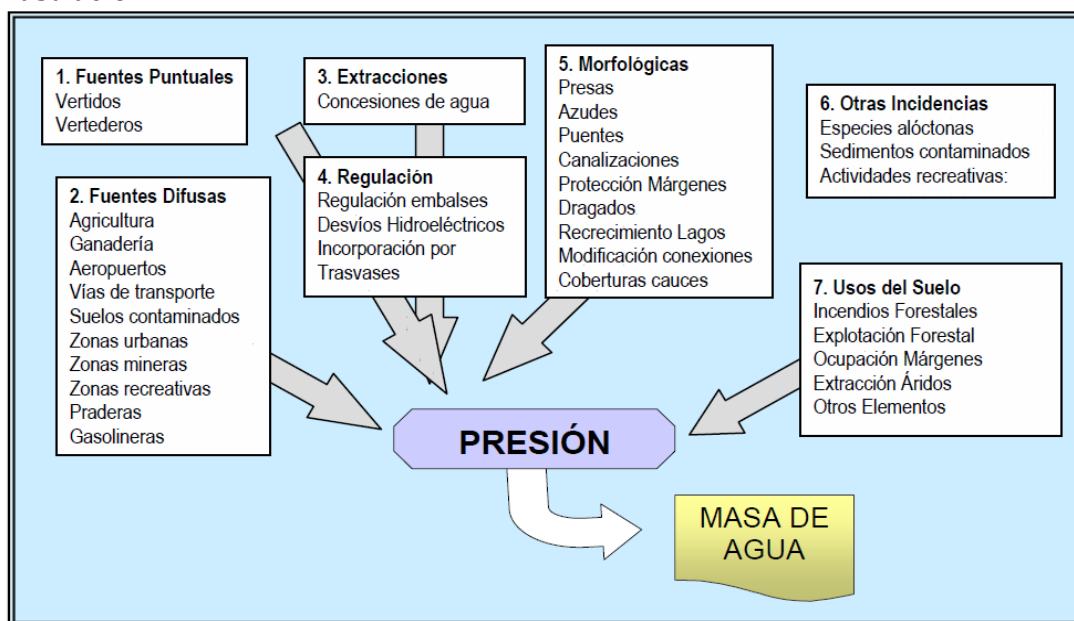 1. Fuentes Puntuales
Vertidos
Vertederos
2. Fuentes Difusas
Agricultura
Ganadería
Aeropuertos
Vías de transporte
Suelos contaminados
Zonas urbanas
Zonas mineras
Zonas recreativas
Praderas
Gasolineras
3. Extracciones
Concesiones de agua
4. Regulación
Regulación embalses
Desvíos Hidroeléctricos
Incorporación por
Trasvases
5. Morfológicas
Presas
Azudes
Puentes
Canalizaciones
Protección Márgenes
Dragados
Recrecimiento Lagos
Modificación conexiones
Coberturas cauces
6. Otras Incidencias
Especies alóctonas
Sedimentos contaminados
Actividades recreativas:
7. Usos del Suelo
Incendios Forestales
Explotación Forestal
Ocupación Márgenes
Extracción Áridos
Otros Elementos
PRESIÓN
MASA DE
AGUA